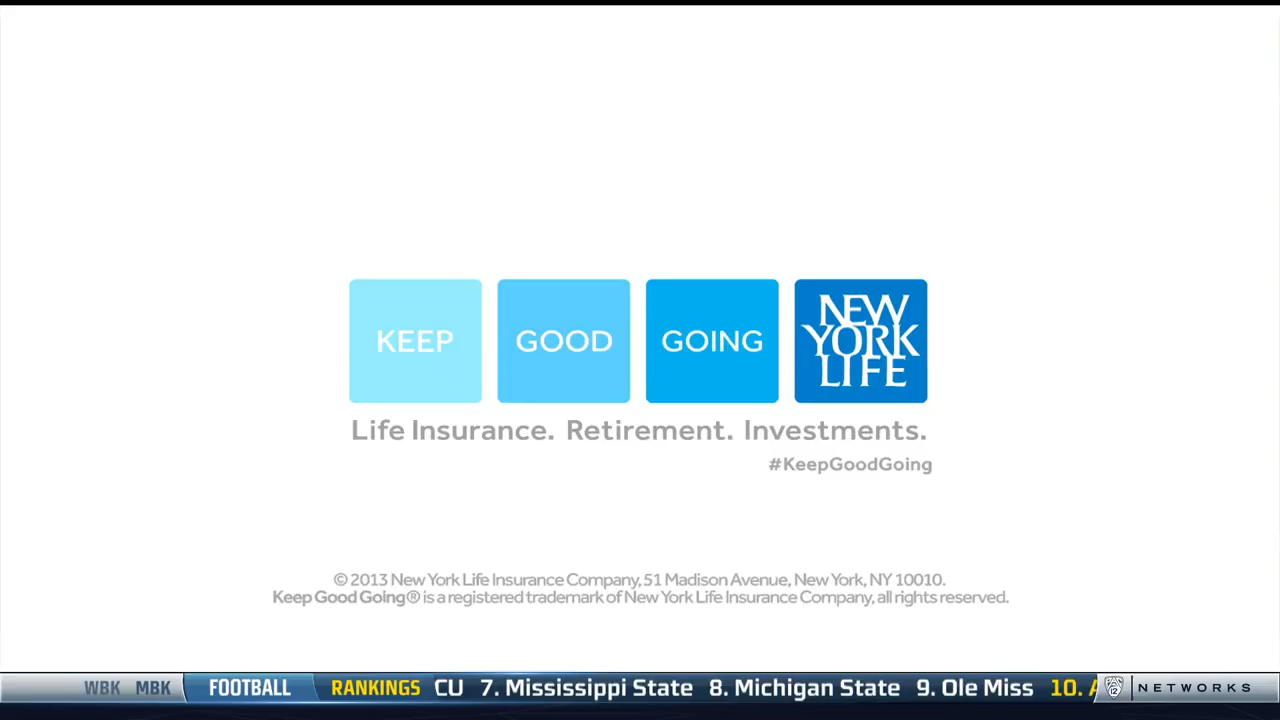 KEEP GOOD GOING NEW YORK LIFE
Life Insurance. Retirement. Investments.
#KeepGoodGoing
© 2013 New York Life Insurance Company, 51 Madison Avenue, New York, NY 10010.
Keep Good Going® is a registered trademark of New York Life Insurance Company, all rights reserved.
WBK MBK FOOTBALL RANKINGS CU 7. Mississippi State 8. Michigan State 9. Ole Miss 10. PAC 12 NETWORKS